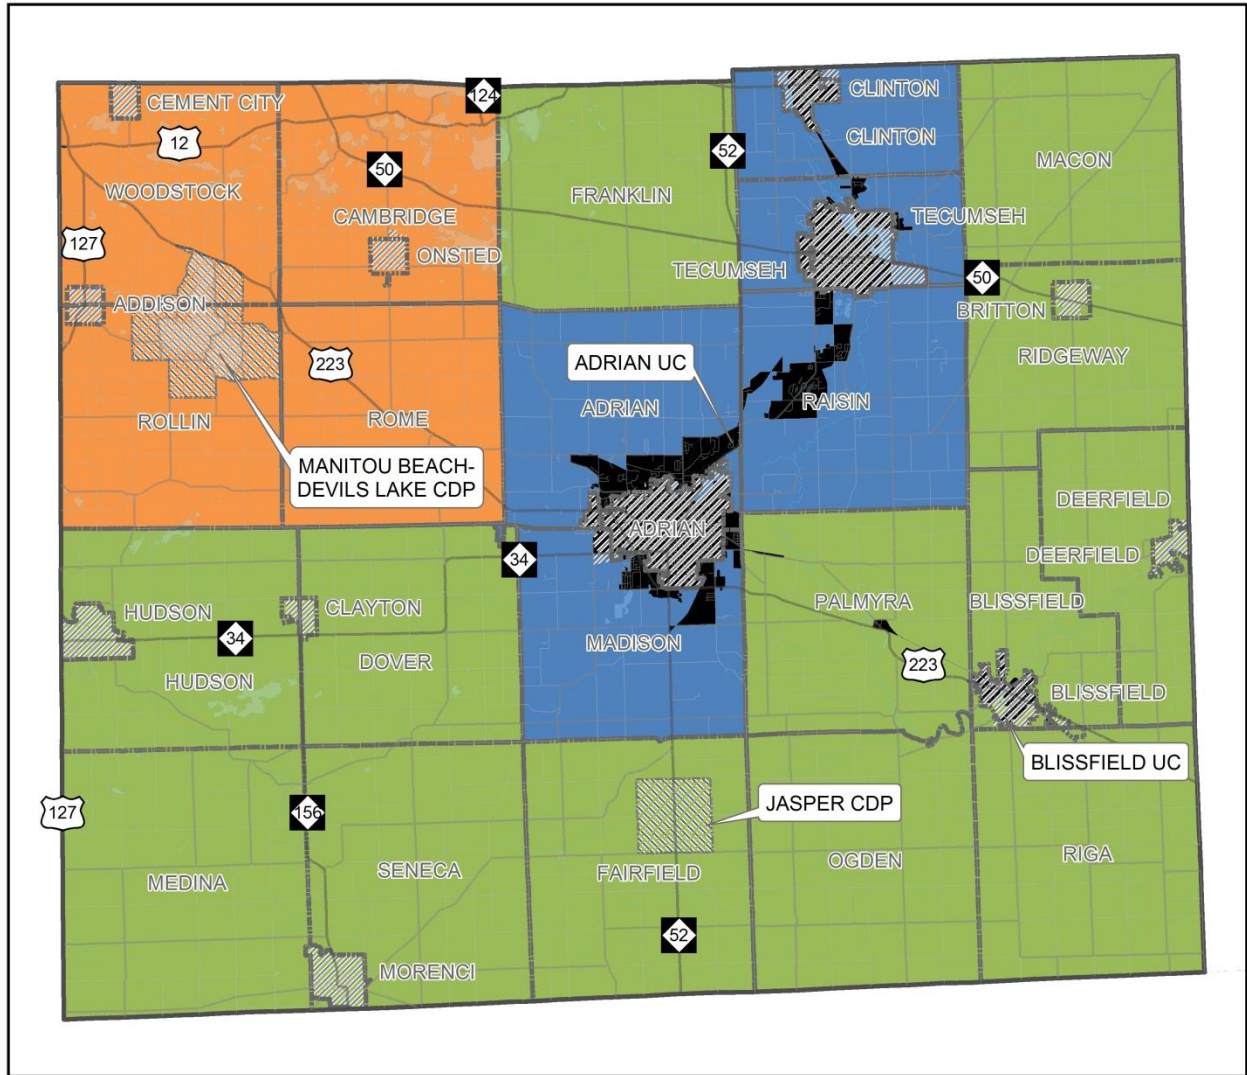 124
CEMENT CITY
CLINTON
12
CLINTON
52
50
MACON
WOODSTOCK
FRANKLIN
CAMBRIDGE
TECUMSEH
127
ONSTED
TECUMSEH
50
ADDISON
BRITTON
RIDGEWAY
223
ADRIAN UC
ADRIAN
RAISIN
ROLLIN
ROME
MANITOU BEACH-
DEVILS LAKE CDP
DEERFIELD
ADRIAN
DEERFIELD
34
HUDSON
CLAYTON
PALMYRA
BLISSFIELD
34
MADISON
DOVER
223
HUDSON
BLISSFIELD
BLISSFIELD UC
127
156
JASPER CDP
SENECA
FAIRFIELD
OGDEN
RIGA
MEDINA
52
MORENCI